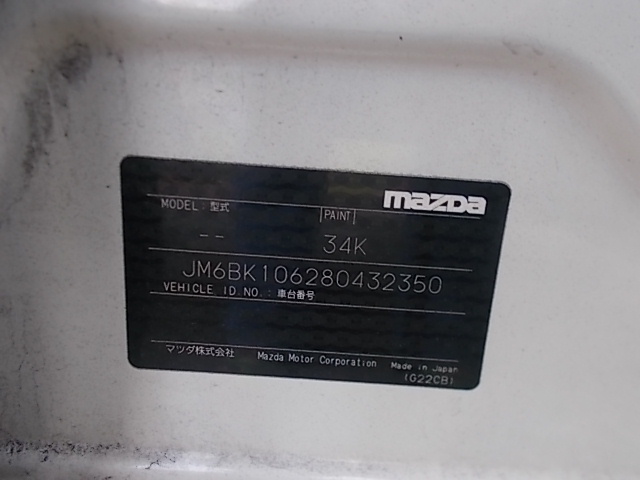 mazda
MODEL : 型式 PAINT
-- 34K
JM6BK106280432350
VEHICLE ID.NO. : 車台番号
マツダ株式会社 Mazda Motor Corporation Made in Japan
(G22CB)